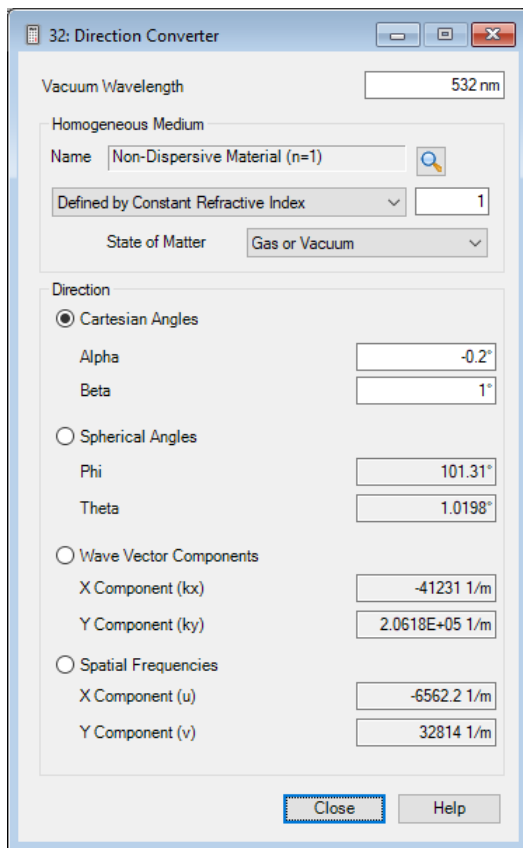 32: Direction Converter
Vacuum Wavelength 532 nm
Homogeneous Medium
Name Non-Dispersive Material (n=1)
Defined by Constant Refractive Index 1
State of Matter Gas or Vacuum
Direction
Cartesian Angles
Alpha -0.2°
Beta 1°
Spherical Angles
Phi 101.31°
Theta 1.0198°
Wave Vector Components
X Component (kx) -41231 1/m
Y Component (ky) 2.0618E+05 1/m
Spatial Frequencies
X Component (u) -6562.2 1/m
Y Component (v) 32814 1/m
Close Help